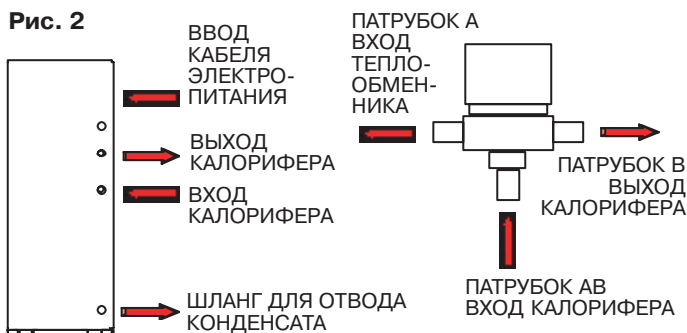 Рис. 2
ВВОД
КАБЕЛЯ
ЭЛЕКТРО-
ПИТАНИЯ
ВЫХОД
КАЛОРИФЕРА
ВХОД
КАЛОРИФЕРА
ШЛАНГ ДЛЯ ОТВОДА
КОНДЕНСАТА
ПАТРУБОК А
ВХОД
ТЕПЛО-
ОБМЕН-
НИКА
ПАТРУБОК В
ВЫХОД
КАЛОРИФЕРА
ПАТРУБОК АВ
ВХОД КАЛОРИФЕРА